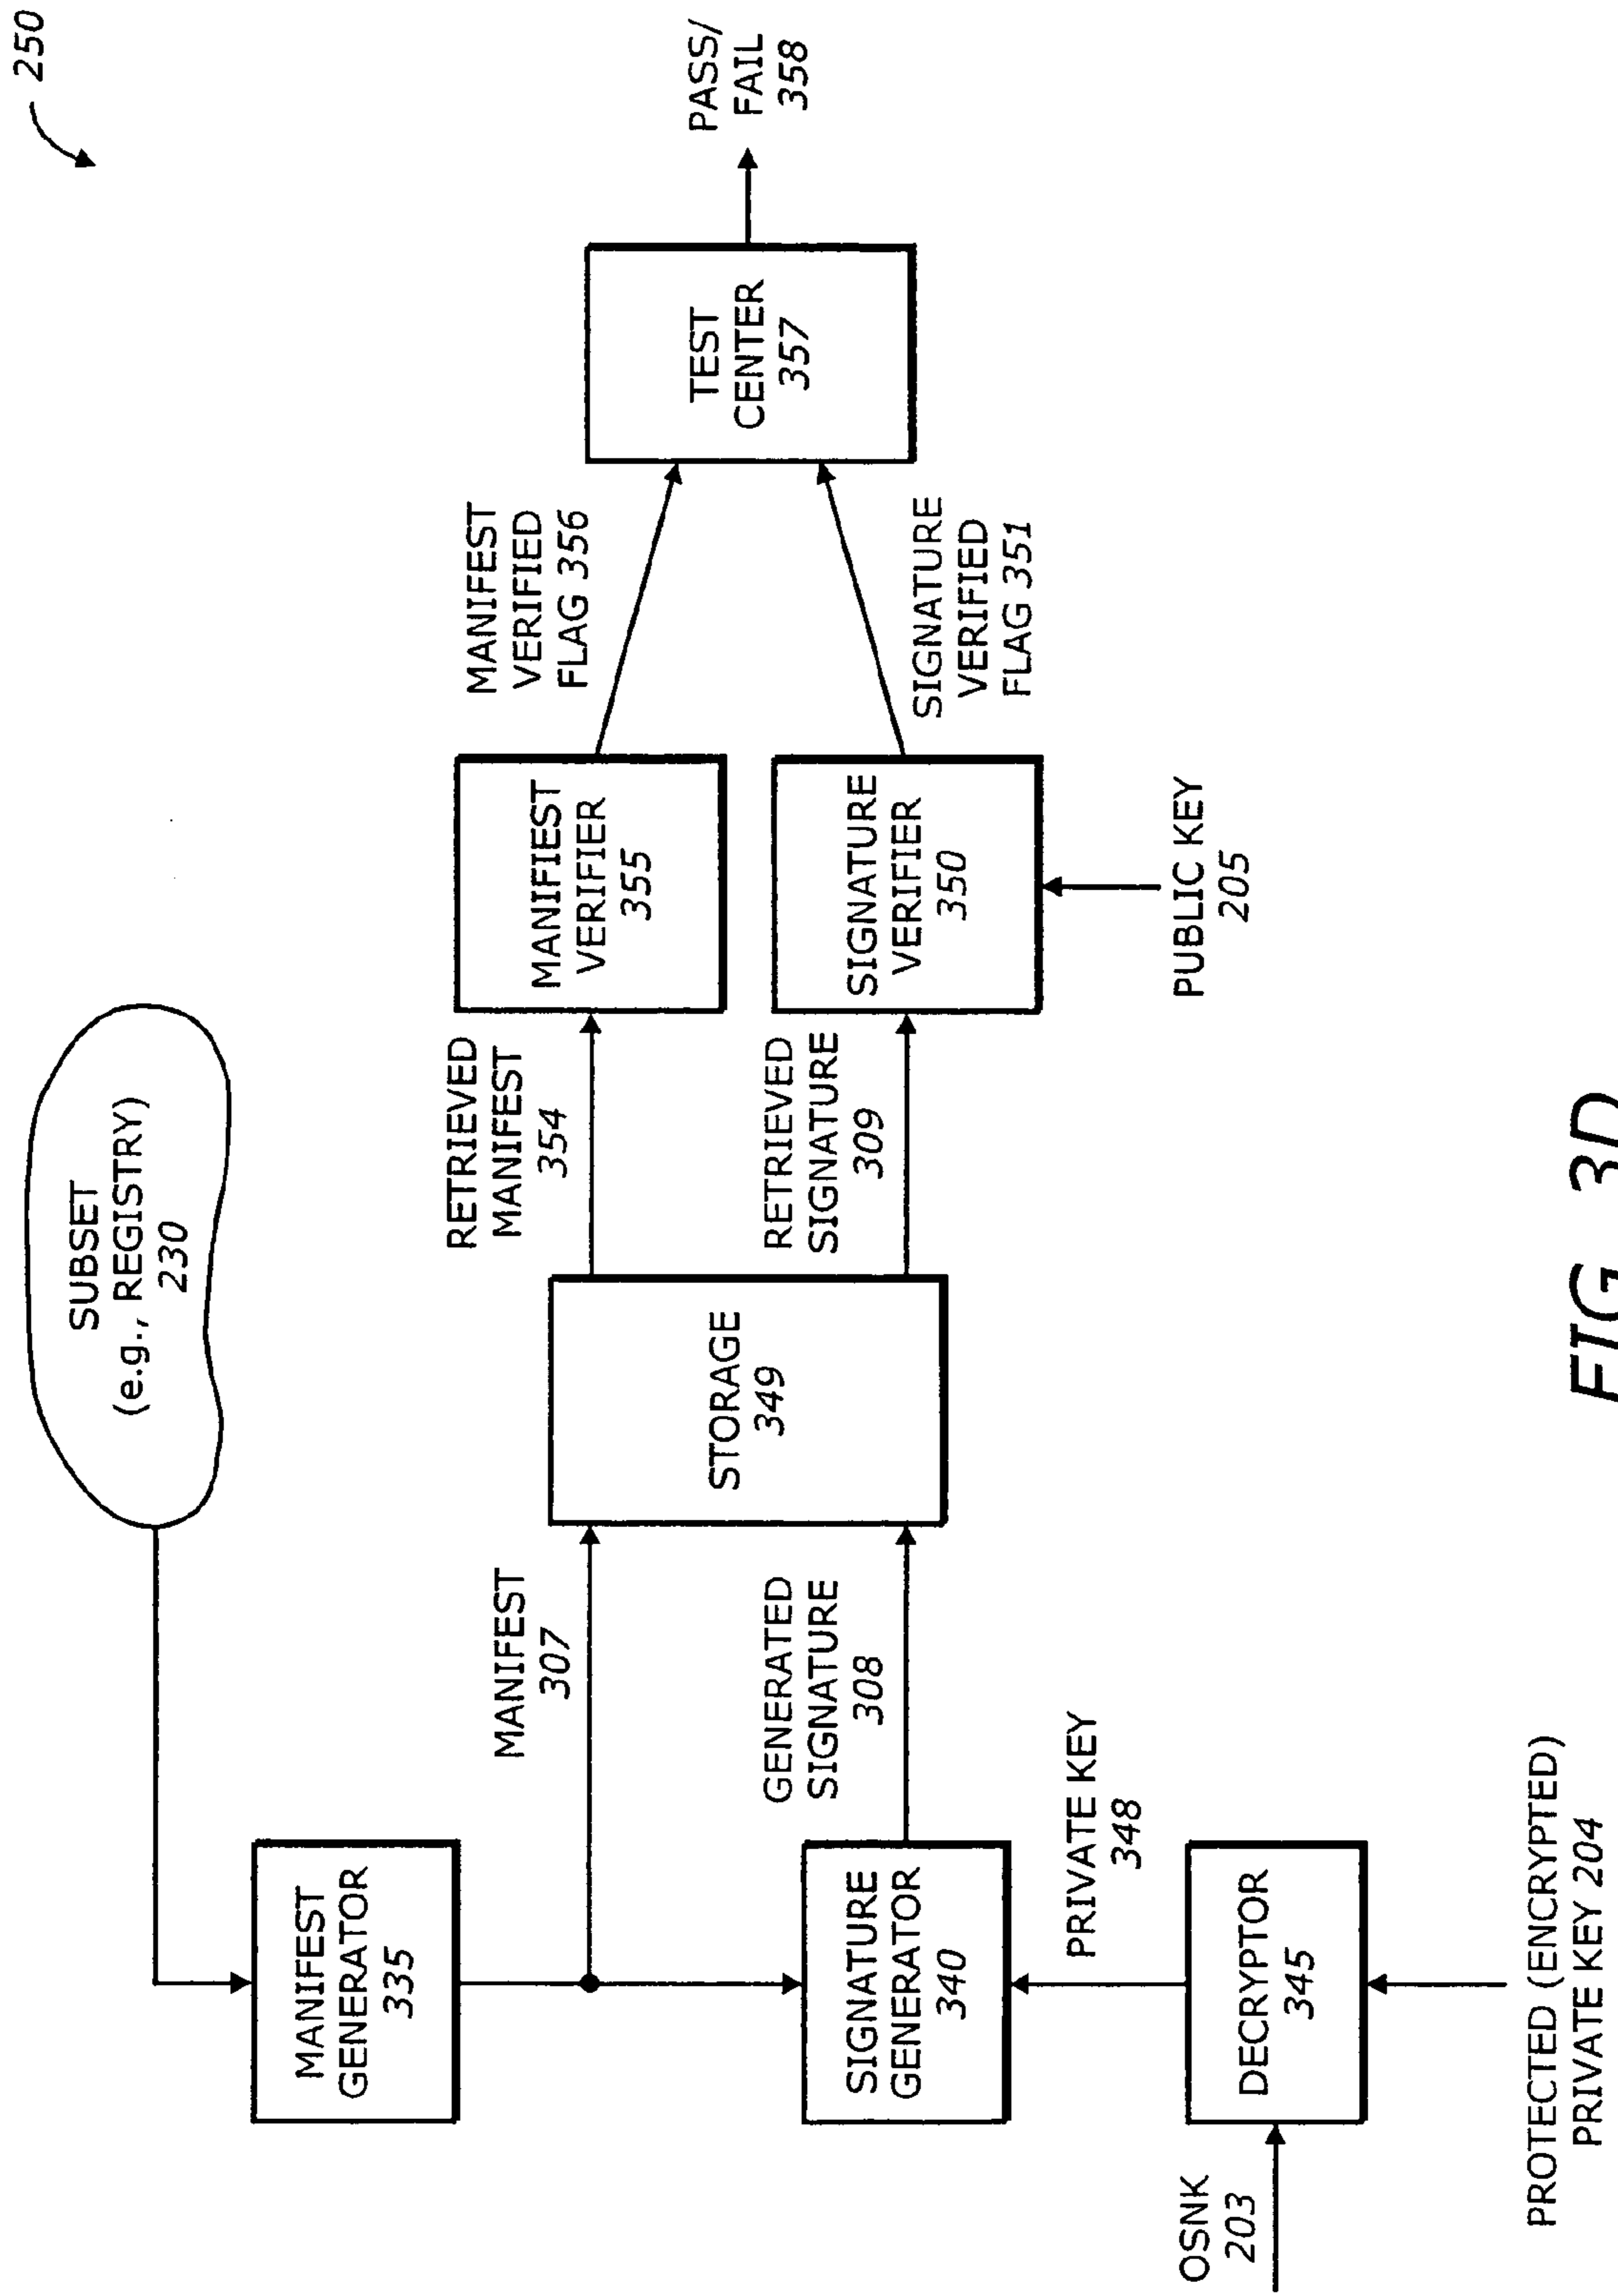 250
SUBSET
(e.g., REGISTRY)
230
MANIFEST
GENERATOR
335
MANIFEST
307
SIGNATURE
GENERATOR
340
GENERATED
SIGNATURE
308
PRIVATE KEY
348
OSNK
203
DECRYPTOR
345
PROTECTED (ENCRYPTED)
PRIVATE KEY 204
STORAGE
349
RETRIEVED
MANIFEST
354
RETRIEVED
SIGNATURE
309
MANIFEST
VERIFIER
355
SIGNATURE
VERIFIER
350
PUBLIC KEY
205
MANIFEST
VERIFIED
FLAG 356
SIGNATURE
VERIFIED
FLAG 351
TEST
CENTER
357
PASS/
FAIL
358
FIG. 3D